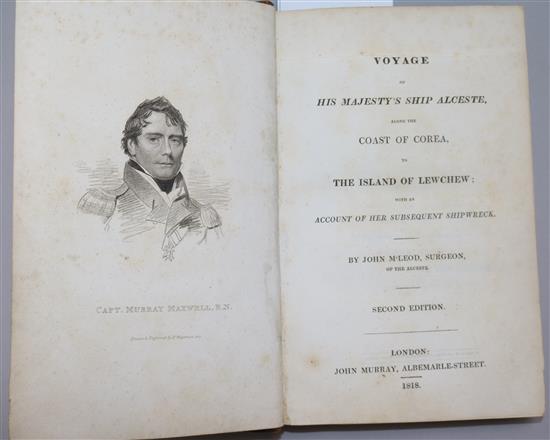 CAPT. MURRAY MAXWELL, R.N.
VOYAGE
OF
HIS MAJESTY'S SHIP ALCESTE,
ALONG THE
COAST OF COREA,
TO
THE ISLAND OF LEWCHEW;
WITH AN
ACCOUNT OF HER SUBSEQUENT SHIPWRECK.
BY JOHN M'LEOD, SURGEON,
OF THE ALCESTE.
SECOND EDITION.
LONDON:
JOHN MURRAY, ALBEMARLE-STREET.
1818.